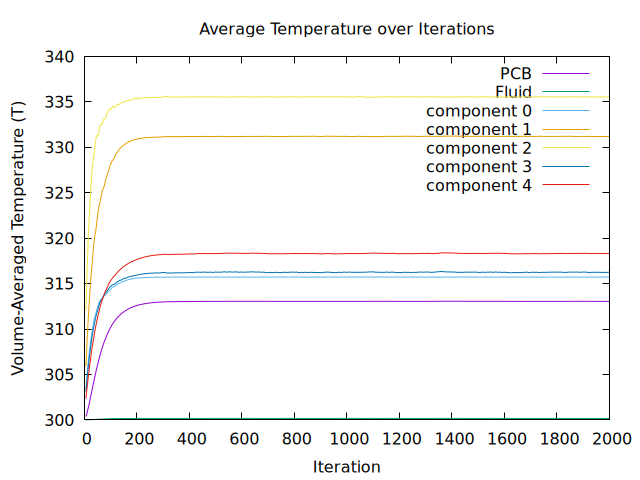 Average Temperature over Iterations
Volume-Averaged Temperature (T)
340
335
330
325
320
315
310
305
300
PCB
Fluid
component 0
component 1
component 2
component 3
component 4
0 200 400 600 800 1000 1200 1400 1600 1800 2000
Iteration